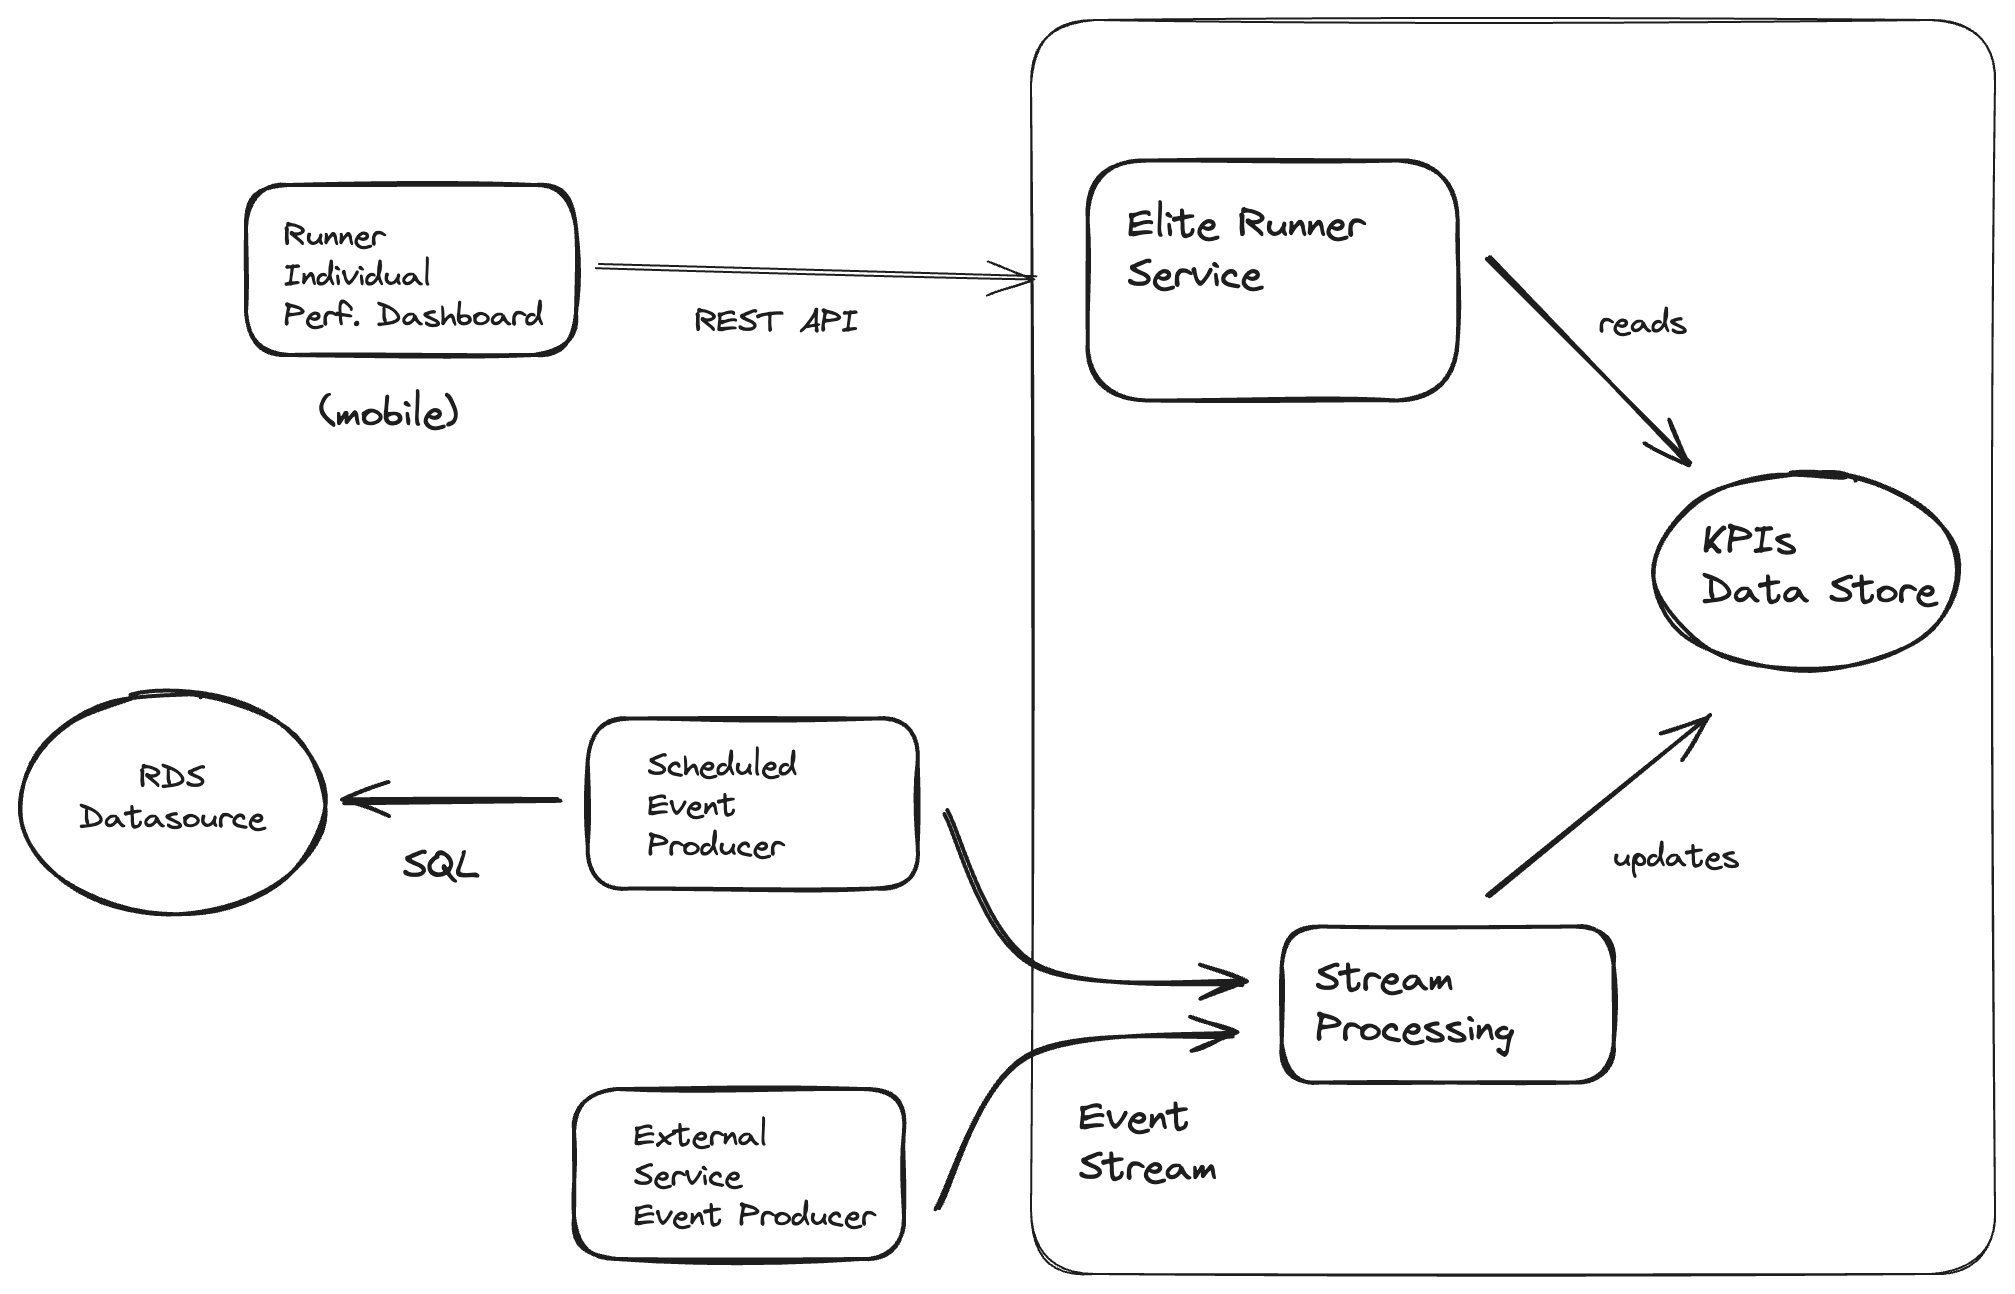 Runner
Individual
Perf. Dashboard
(mobile)
REST API
Elite Runner
Service
reads
KPIs
Data Store
RDS
Datasource
SQL
Scheduled
Event
Producer
updates
Stream
Processing
External
Service
Event Producer
Event
Stream